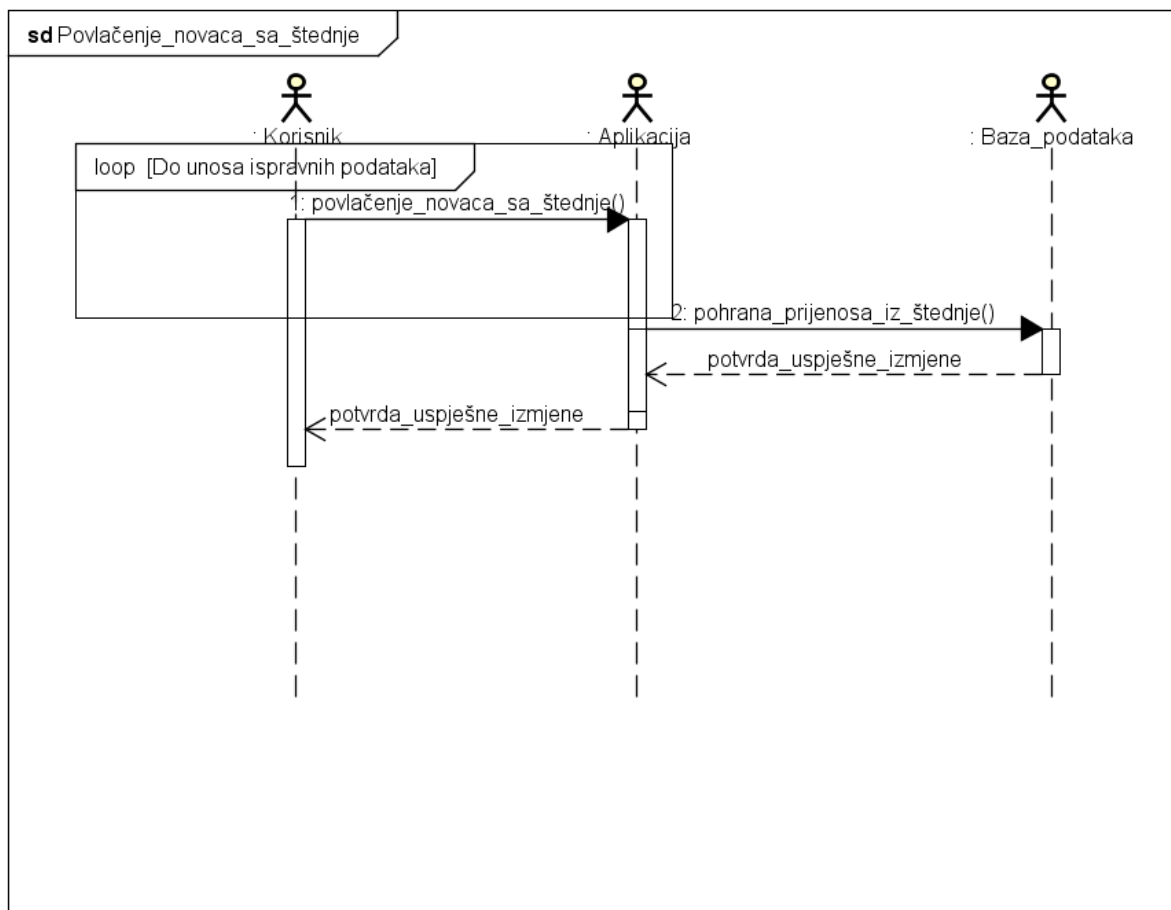 sd Povlačenje_novaca_sa_štednje
: Korisnik
: Aplikacija
: Baza_podataka
loop [Do unosa ispravnih podataka]
1: povlačenje_novaca_sa_štednje()
2: pohrana_prijenosa_iz_štednje()
potvrda_uspješne_izmjene
potvrda_uspješne_izmjene